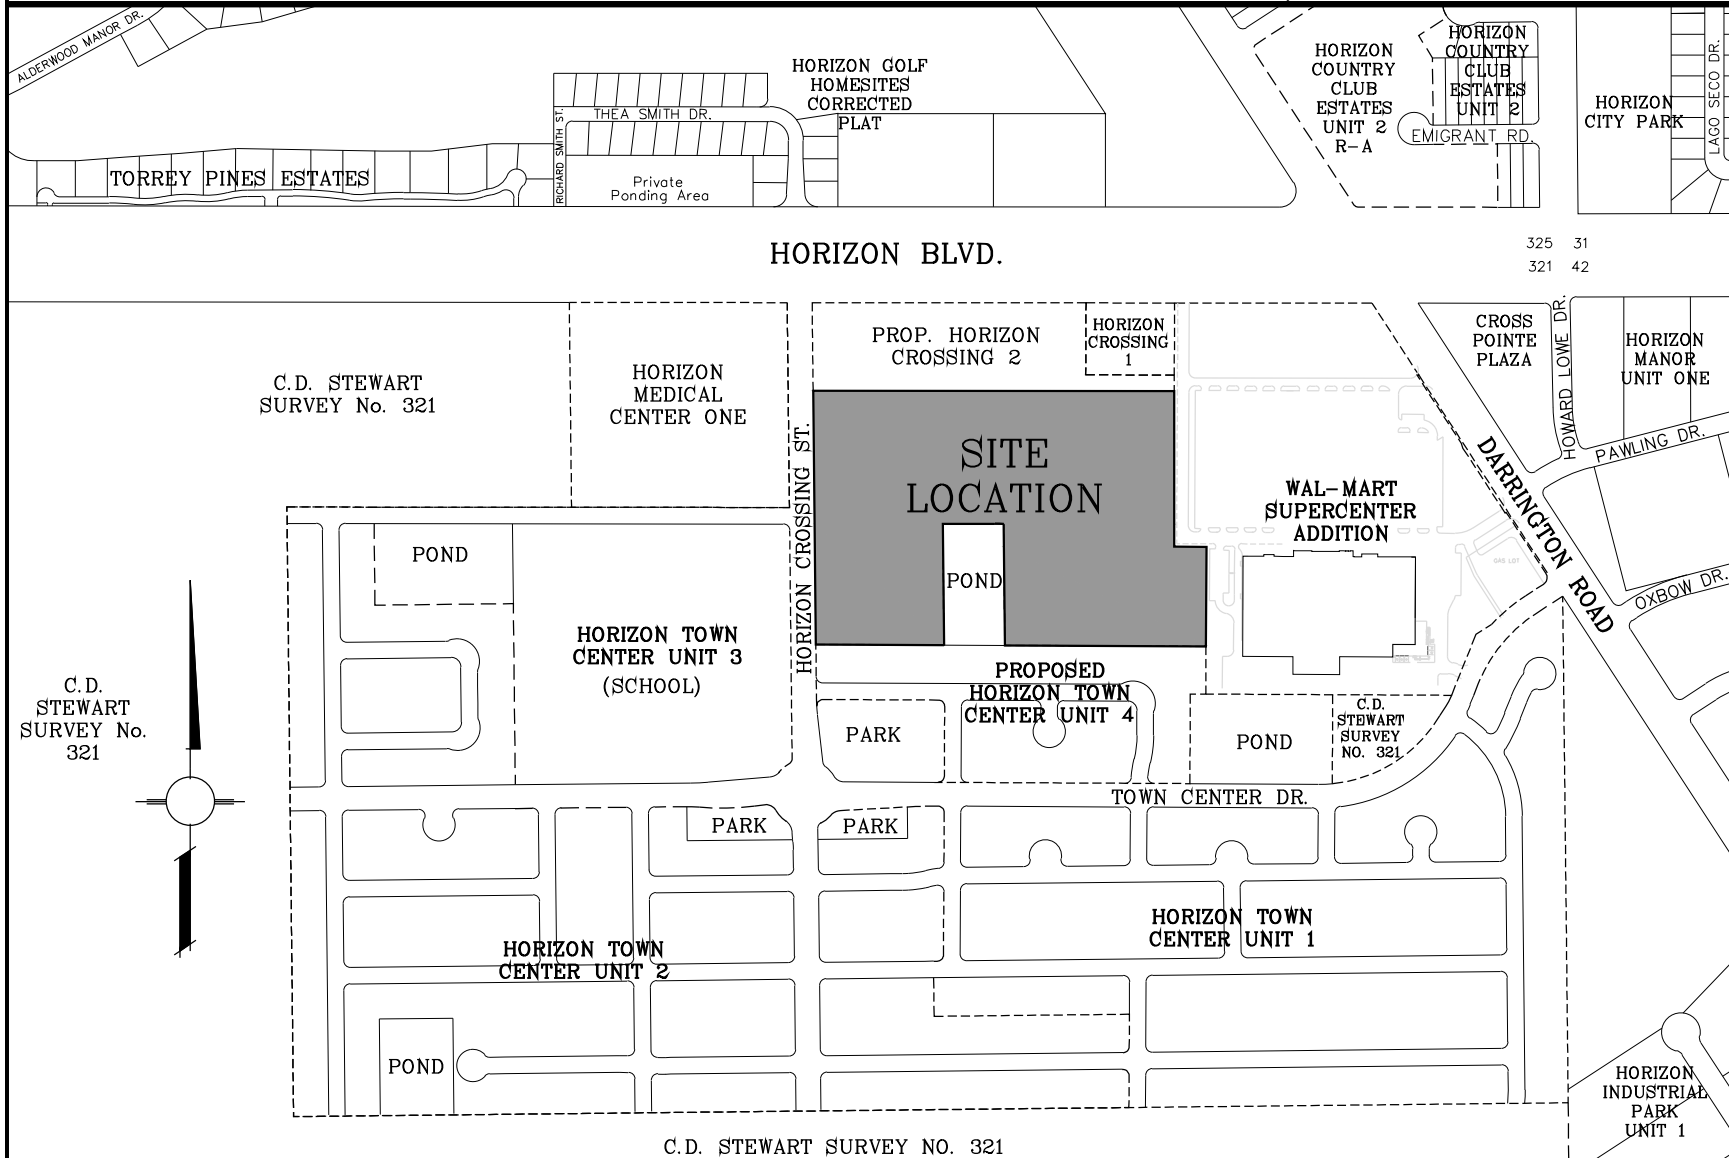 ALDERWOOD MANOR DR.
HORIZON GOLF
HOMESITES
CORRECTED
PLAT
HORIZON
COUNTRY
CLUB
ESTATES
UNIT 2
R-A
HORIZON
COUNTRY
CLUB
ESTATES
UNIT 2
EMIGRANT RD.
HORIZON
CITY PARK
LAGO SECO DR.
THEA SMITH DR.
RICHARD SMITH ST.
TORREY PINES ESTATES
Private
Ponding Area
HORIZON BLVD.
325 31
321 42
C.D. STEWART
SURVEY No. 321
HORIZON
MEDICAL
CENTER ONE
PROP. HORIZON
CROSSING 2
HORIZON
CROSSING
1
CROSS
POINTE
PLAZA
HOWARD LOWE DR.
HORIZON
MANOR
UNIT ONE
PAWLING DR.
HORIZON CROSSING ST.
SITE
LOCATION
POND
WAL-MART
SUPERCENTER
ADDITION
GAS LOT
DARRINGTON ROAD
OXBOW DR.
POND
HORIZON TOWN
CENTER UNIT 3
(SCHOOL)
C.D.
STEWART
SURVEY No.
321
PROPOSED
HORIZON TOWN
CENTER UNIT 4
PARK
POND
C.D.
STEWART
SURVEY
NO. 321
TOWN CENTER DR.
PARK
PARK
HORIZON TOWN
CENTER UNIT 1
HORIZON TOWN
CENTER UNIT 2
POND
HORIZON
INDUSTRIAL
PARK
UNIT 1
C.D. STEWART SURVEY NO. 321